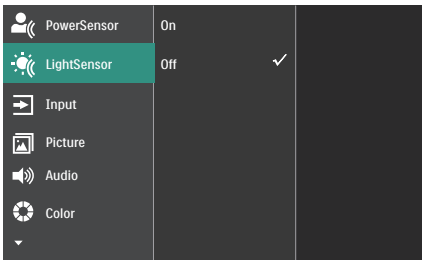 PowerSensor
LightSensor
Input
Picture
Audio
Color
On
Off